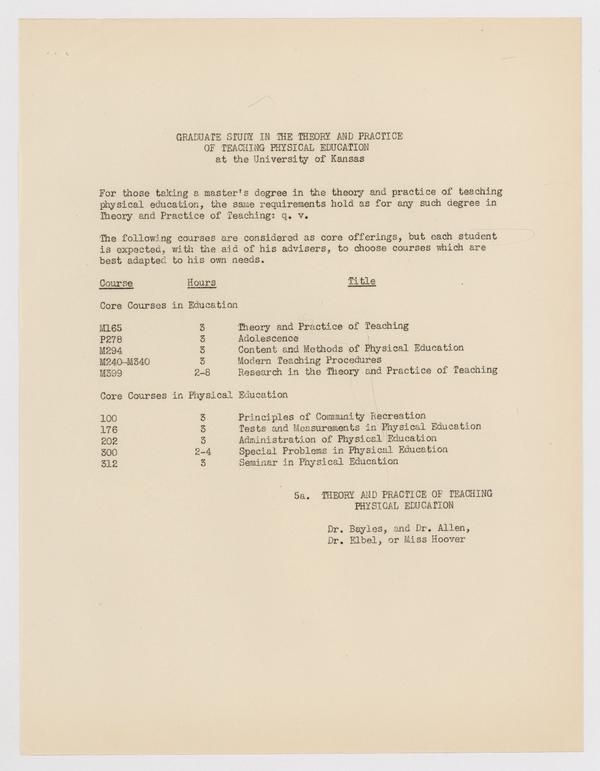 GRADUATE STUDY IN THE THEORY AND PRACTICE
OF TEACHING PHYSICAL EDUCATION
at the University of Kansas
For those taking a master's degree in the theory and practice of teaching
physical education, the same requirements hold as for any such degree in
Theory and Practice of Teaching: q. v.
The following courses are considered as core offerings, but each student
is expected, with the aid of his advisers, to choose courses which are
best adapted to his own needs.
Course Hours Title
Core Courses in Education
M165 3 Theory and Practice of Teaching
P278 3 Adolescence
M294 3 Content and Methods of Physical Education
M240-M340 3 Modern Teaching Procedures
M399 2-8 Research in the Theory and Practice of Teaching
Core Courses in Physical Education
100 3 Principles of Community Recreation
176 3 Tests and Measurements in Physical Education
202 3 Administration of Physical Education
300 2-4 Special Problems in Physical Education
312 3 Seminar in Physical Education
5a. THEORY AND PRACTICE OF TEACHING
PHYSICAL EDUCATION
Dr. Bayles, and Dr. Allen,
Dr. Elbel, or Miss Hoover